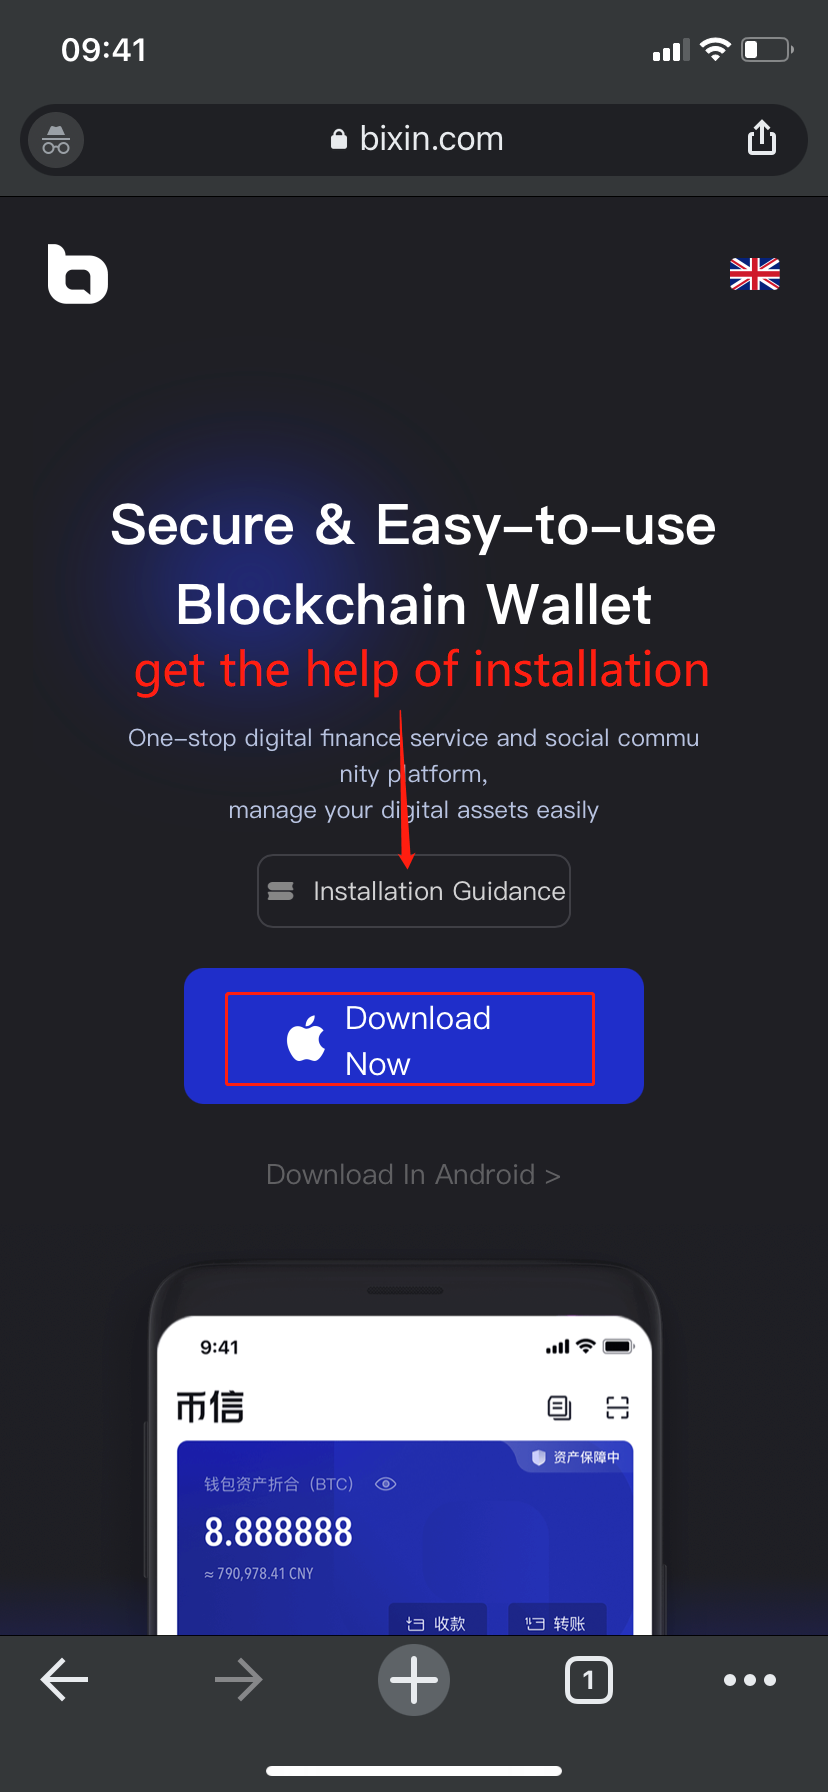 09:41
bixin.com
Secure & Easy-to-use
Blockchain Wallet
get the help of installation
One-stop digital finance service and social commu
nity platform,
manage your digital assets easily
Installation Guidance
Download
Now
Download In Android >
9:41
币信
资产保障中
钱包资产折合（BTC）
8.888888
≈ 790,978.41 CNY
收款
转账
1